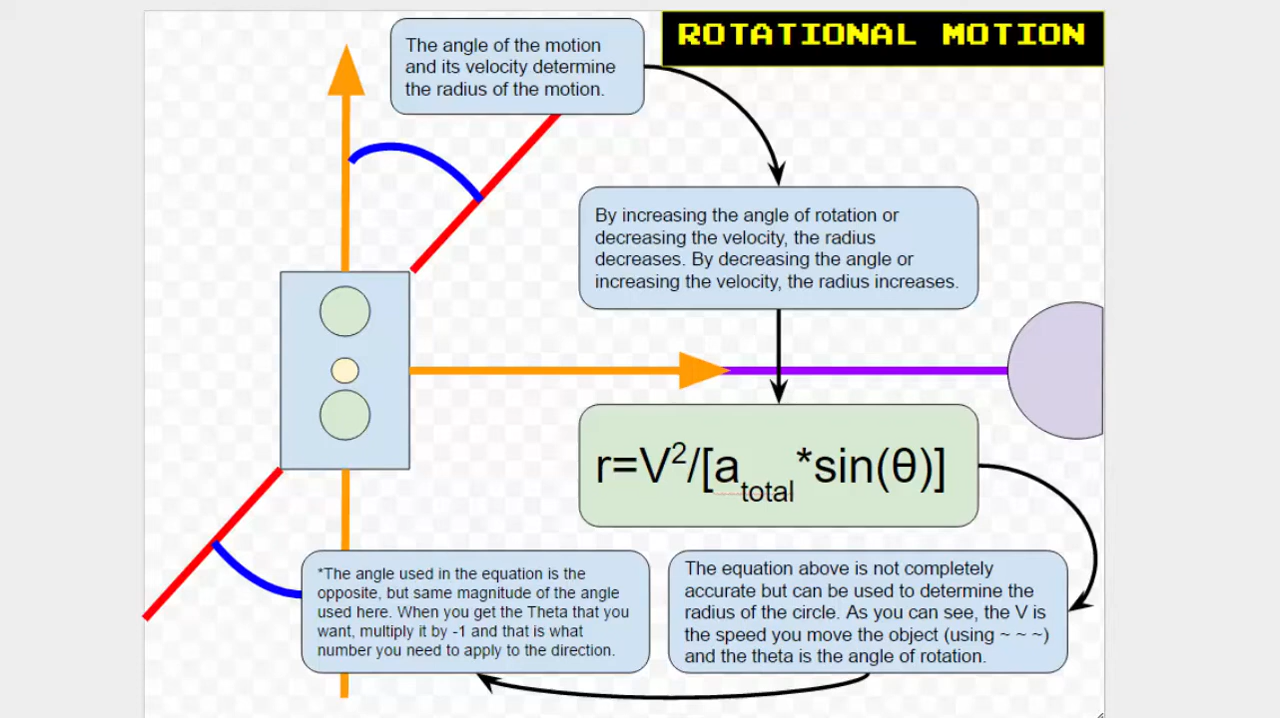 ROTATIONAL MOTION
The angle of the motion
and its velocity determine
the radius of the motion.
By increasing the angle of rotation or
decreasing the velocity, the radius
decreases. By decreasing the angle or
increasing the velocity, the radius increases.
r=V²/[a_total*sin(θ)]
The equation above is not completely
accurate but can be used to determine the
radius of the circle. As you can see, the V is
the speed you move the object (using ~ ~ ~)
and the theta is the angle of rotation.
*The angle used in the equation is the
opposite, but same magnitude of the angle
used here. When you get the Theta that you
want, multiply it by -1 and that is what
number you need to apply to the direction.